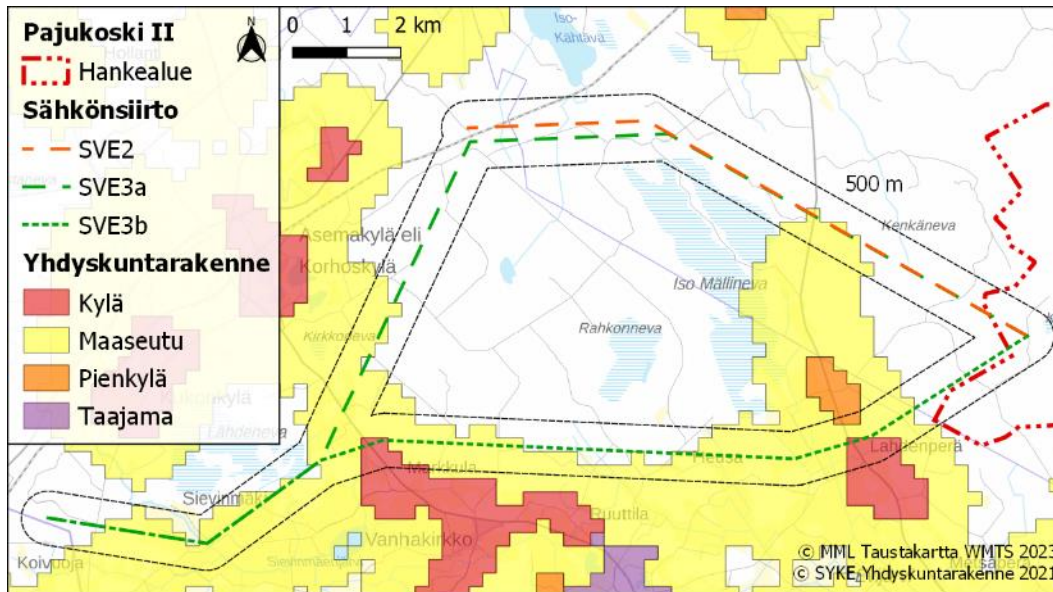 Pajukoski II
Hankealue
Sähkönsiirto
SVE2
SVE3a
SVE3b
Yhdyskuntarakenne
Kylä
Maaseutu
Pienkylä
Taajama
N
0 1 2 km
Iso-
Kähtävä
500 m
Kenkäneva
Asemakylä eli
Korhoskylä
Iso Mällineva
Rahkonneva
Kirkkoneva
Lähdeneva
Markkula
Lahdenperä
Sievinmäki
Ruuttila
Vanhakirkko
Koivuoja
Sievinmäenjärvi
© MML Taustakartta WMTS 2023
© SYKE Yhdyskuntarakenne 2021